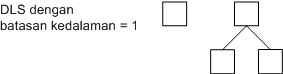 DLS dengan
batasan kedalaman = 1